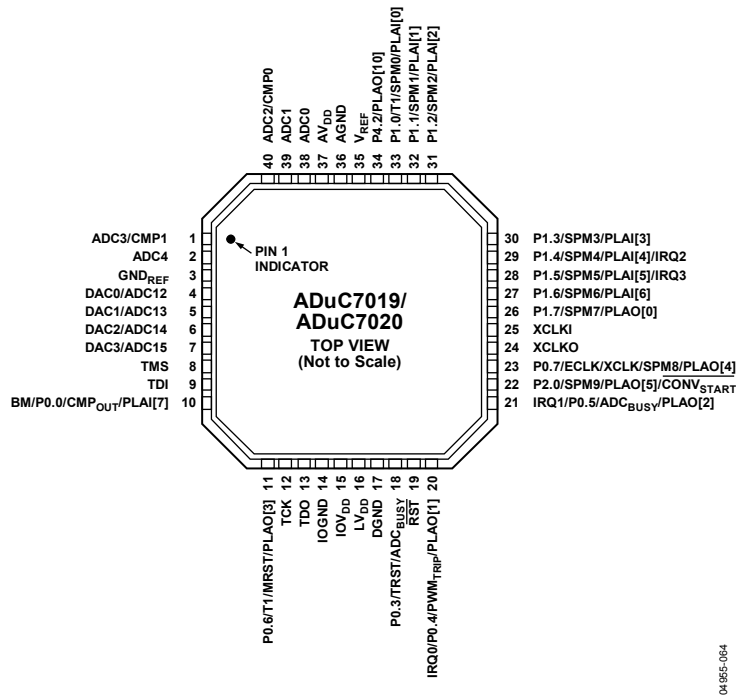 40 ADC2/CMP0
39 ADC1
38 ADC0
37 AVDD
36 AGND
35 VREF
34 P4.2/PLAO[10]
33 P1.0/T1/SPM0/PLAI[0]
32 P1.1/SPM1/PLAI[1]
31 P1.2/SPM2/PLAI[2]
ADC3/CMP1 1
ADC4 2
GNDREF 3
DAC0/ADC12 4
DAC1/ADC13 5
DAC2/ADC14 6
DAC3/ADC15 7
TMS 8
TDI 9
BM/P0.0/CMPOUT/PLAI[7] 10
PIN 1
INDICATOR
ADuC7019/
ADuC7020
TOP VIEW
(Not to Scale)
30 P1.3/SPM3/PLAI[3]
29 P1.4/SPM4/PLAI[4]/IRQ2
28 P1.5/SPM5/PLAI[5]/IRQ3
27 P1.6/SPM6/PLAI[6]
26 P1.7/SPM7/PLAO[0]
25 XCLKI
24 XCLKO
23 P0.7/ECLK/XCLK/SPM8/PLAO[4]
22 P2.0/SPM9/PLAO[5]/CONVSTART
21 IRQ1/P0.5/ADCBUSY/PLAO[2]
P0.6/T1/MRST/PLAO[3] 11
TCK 12
TDO 13
IOGND 14
IOVDD 15
LVDD 16
DGND 17
P0.3/TRST/ADCBUSY 18
RST 19
IRQ0/P0.4/PWMTRIP/PLAO[1] 20
04955-064